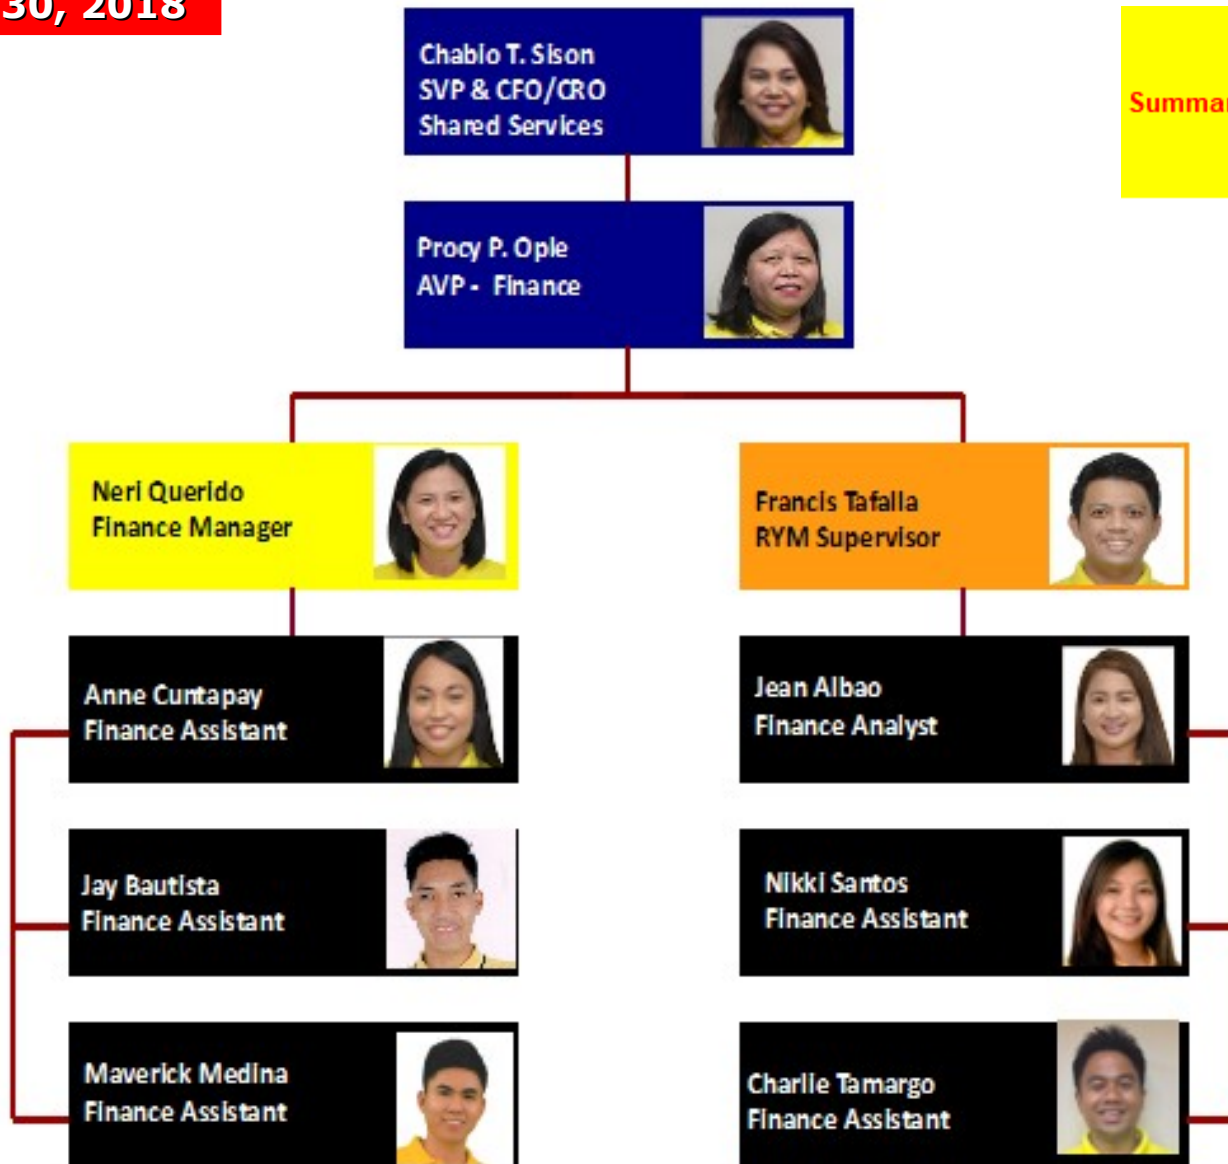 30, 2018
Chablo T. Sison
SVP & CFO/CRO
Shared Services
Procy P. Ople
AVP - Finance
Neri Querido
Finance Manager
Francis Tafalla
RYM Supervisor
Anne Cuntapay
Finance Assistant
Jean Albao
Finance Analyst
Jay Bautista
Finance Assistant
Nikki Santos
Finance Assistant
Maverick Medina
Finance Assistant
Charlie Tamargo
Finance Assistant